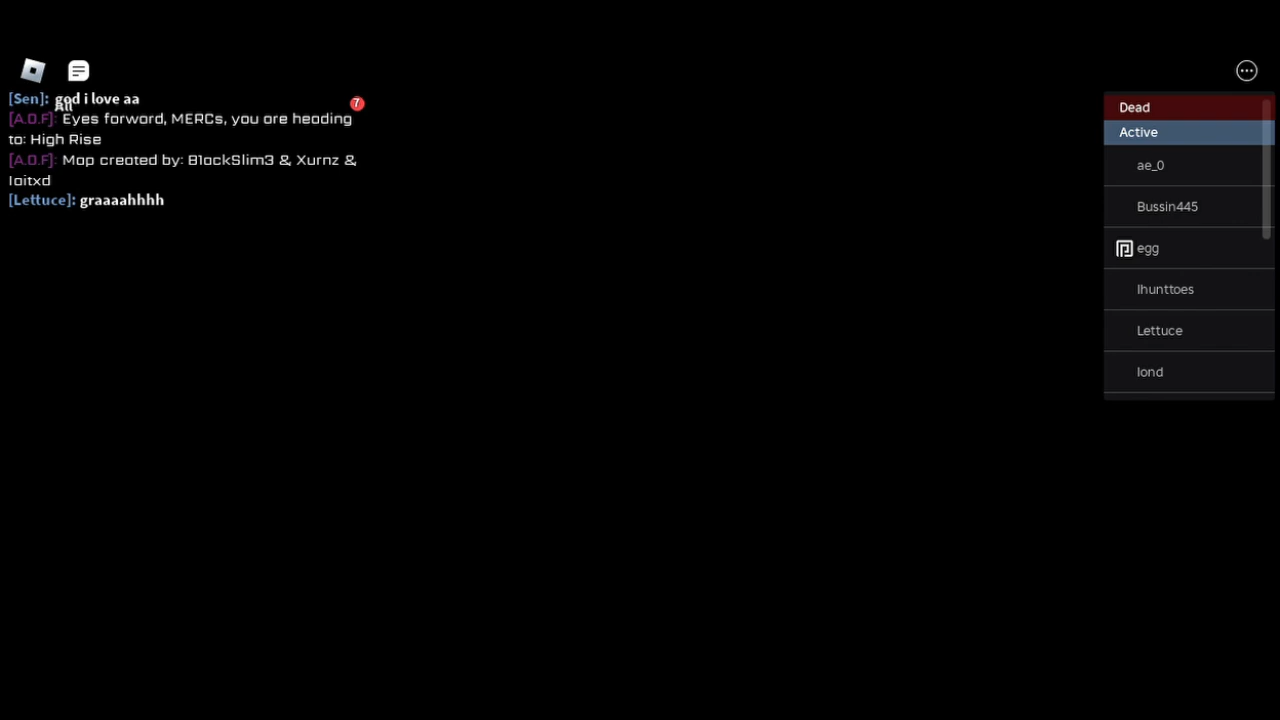 [Sen]: god i love aa
All
7
[A.O.F]: Eyes forward, MERCs, you are heading
to: High Rise
[A.O.F]: Map created by: B1ockSlim3 & Xurnz &
loitxd
[Lettuce]: graaaahhhh
Dead
Active
ae_0
Bussin445
egg
Ihunttoes
Lettuce
lond